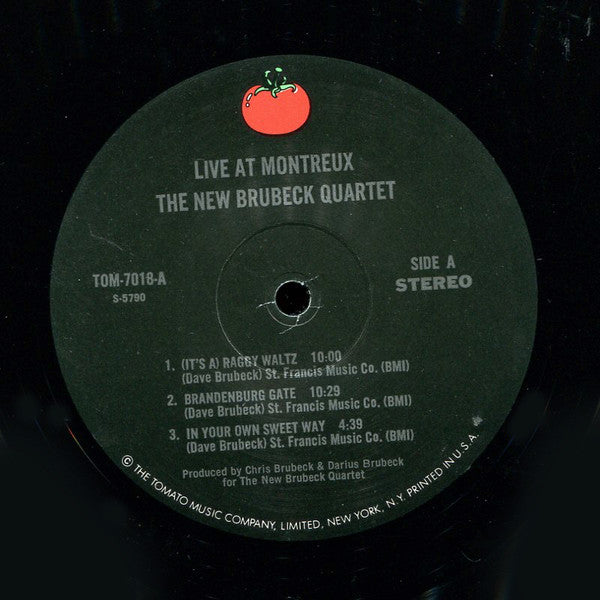 LIVE AT MONTREUX
THE NEW BRUBECK QUARTET
TOM-7018-A
S-5790
SIDE A
STEREO
1. (IT'S A) RAGGY WALTZ 10:00
(Dave Brubeck) St. Francis Music Co. (BMI)
2. BRANDENBURG GATE 10:29
(Dave Brubeck) St. Francis Music Co. (BMI)
3. IN YOUR OWN SWEET WAY 4:39
(Dave Brubeck) St. Francis Music Co. (BMI)
Produced by Chris Brubeck & Darius Brubeck
for The New Brubeck Quartet
© THE TOMATO MUSIC COMPANY, LIMITED, NEW YORK, N.Y. PRINTED IN U.S.A.